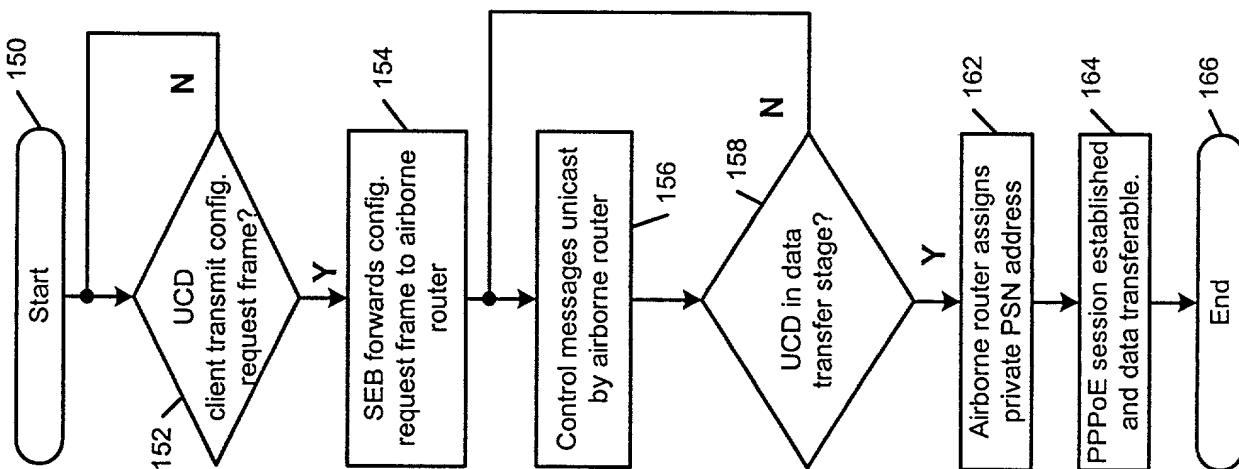 Start
150
UCD
client transmit config.
request frame?
152
N
Y
SEB forwards config.
request frame to airborne
router
154
Control messages unicast
by airborne router
156
158
UCD in data
transfer stage?
N
Y
Airborne router assigns
private PSN address
162
PPPoE session established
and data transferable.
164
End
166